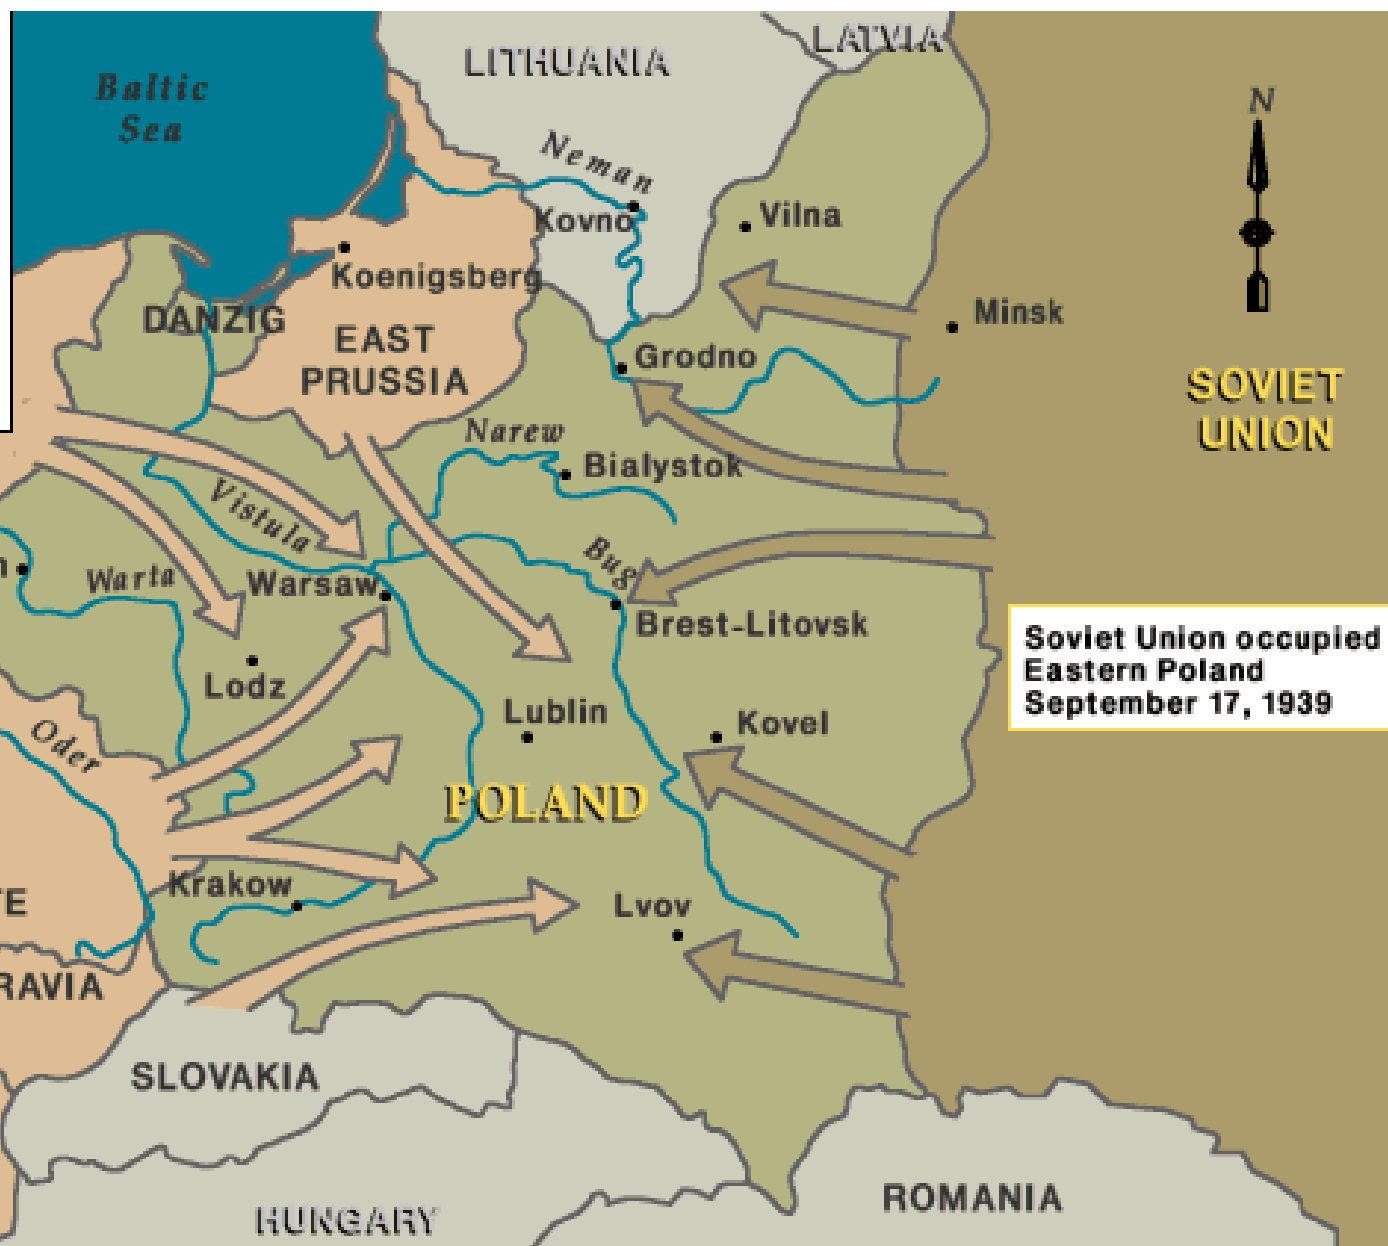 LATVIA
LITHUANIA
Baltic
Sea
N
Neman
Vilna
Kovno
Koenigsberg
Minsk
DANZIG
EAST
PRUSSIA
Grodno
SOVIET
UNION
Narew
Bialystok
Vistula
Bug
n
Warta
Warsaw
Brest-Litovsk
Soviet Union occupied
Eastern Poland
September 17, 1939
Lodz
Lublin
Kovel
Oder
POLAND
Krakow
TE
Lvov
RAVIA
SLOVAKIA
ROMANIA
HUNGARY